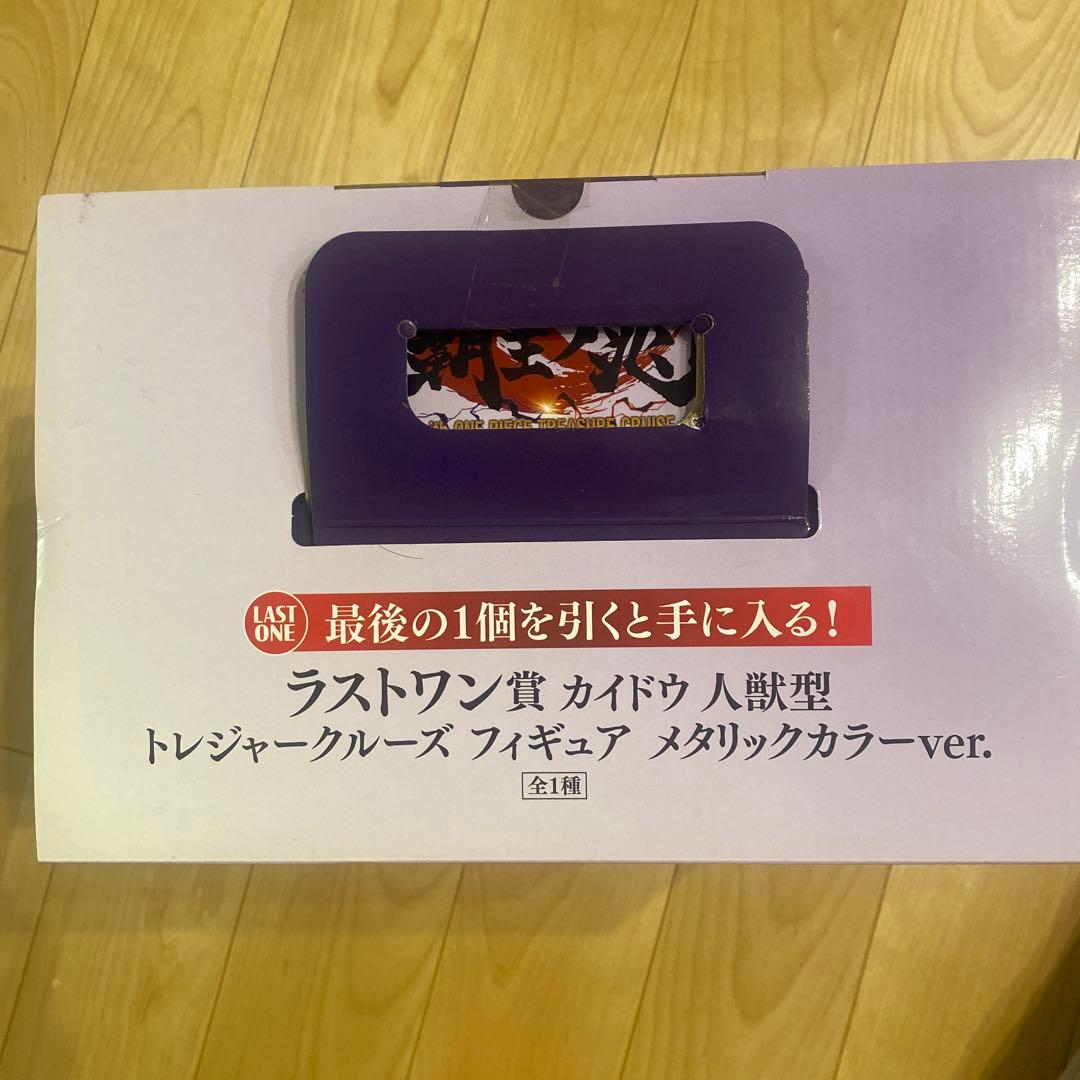 覇王ノ兆
ONE PIECE TREASURE CRUISE
LAST ONE 最後の1個を引くと手に入る!
ラストワン賞 カイドウ 人獣型
トレジャークルーズ フィギュア メタリックカラーver.
全1種